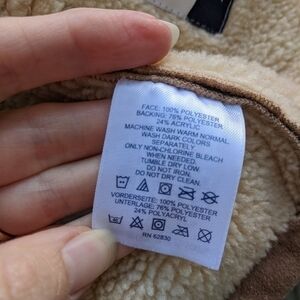 FACE: 100% POLYESTER
BACKING: 76% POLYESTER
24% ACRYLIC
MACHINE WASH WARM NORMAL
WASH DARK COLORS
SEPARATELY
ONLY NON-CHLORINE BLEACH
WHEN NEEDED.
TUMBLE DRY LOW.
DO NOT IRON.
DO NOT DRY CLEAN.
VORDERSEITE: 100% POLYESTER
UNTERLAGE: 76% POLYESTER
24% POLYACRYL
RN 62830